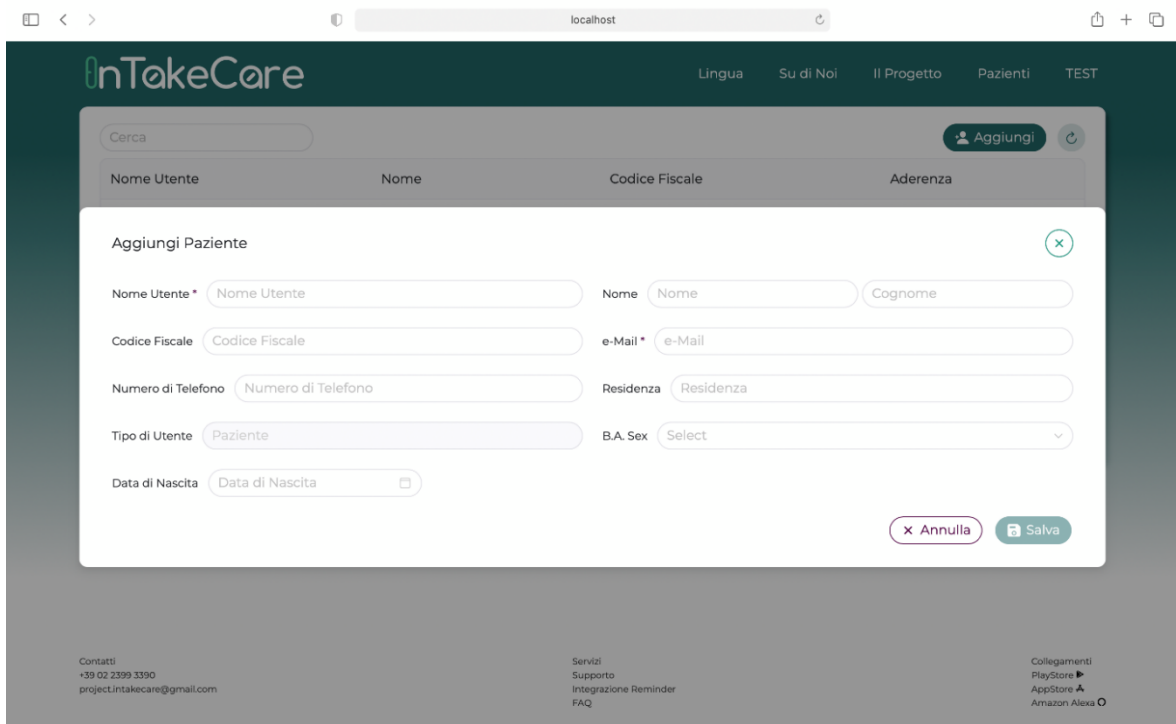 localhost
InTakeCare
Lingua Su di Noi Il Progetto Pazienti TEST
Cerca Aggiungi
Nome Utente Nome Codice Fiscale Aderenza
Aggiungi Paziente
Nome Utente * Nome Utente Nome Nome Cognome
Codice Fiscale Codice Fiscale e-Mail * e-Mail
Numero di Telefono Numero di Telefono Residenza Residenza
Tipo di Utente Paziente B.A. Sex Select
Data di Nascita Data di Nascita
Annulla Salva
Contatti Servizi Collegamenti
+39 02 2399 3390 Supporto PlayStore
project.intakecare@gmail.com Integrazione Reminder AppStore
FAQ Amazon Alexa